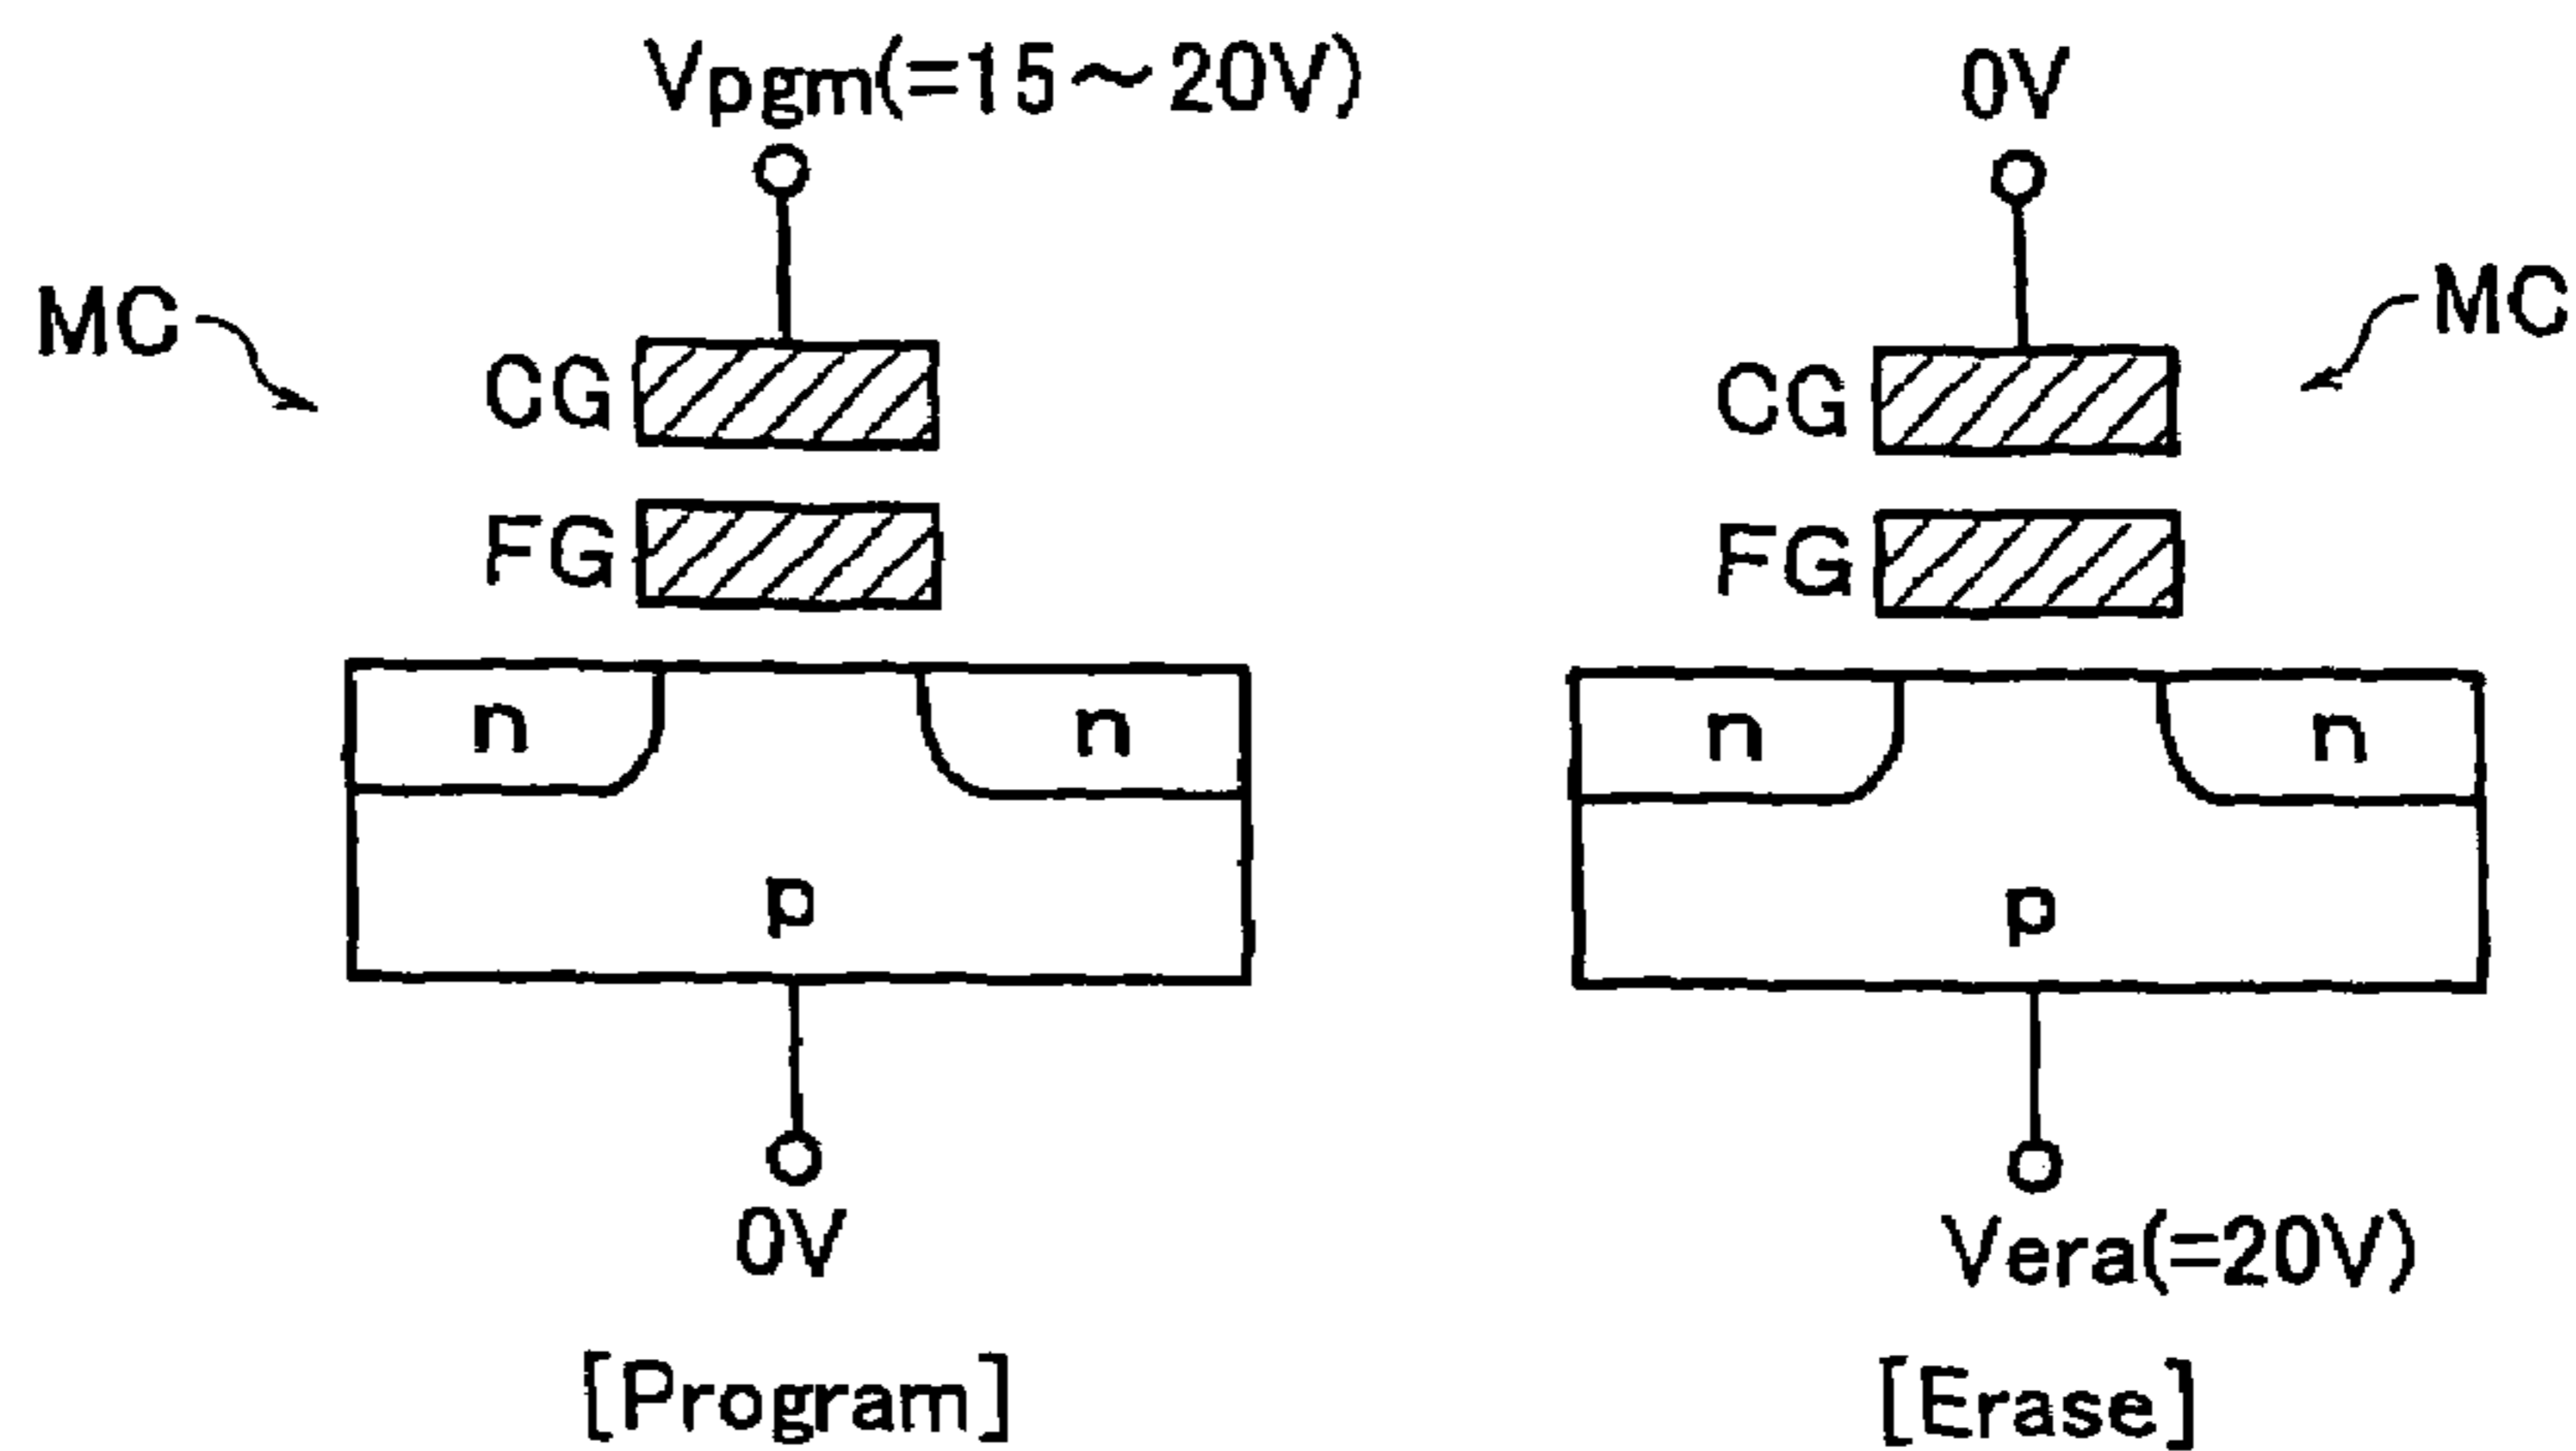 Vpgm(=15～20V)
0V
MC
MC
CG
CG
FG
FG
n
n
n
n
p
p
0V
Vera(=20V)
[Program]
[Erase]